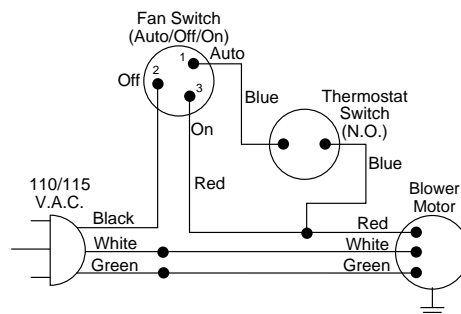 Fan Switch
(Auto/Off/On)
Auto
1
2
3
Off
On
Blue
Thermostat
Switch
(N.O.)
Blue
Red
110/115
V.A.C.
Blower
Motor
Black
Red
White
White
Green
Green